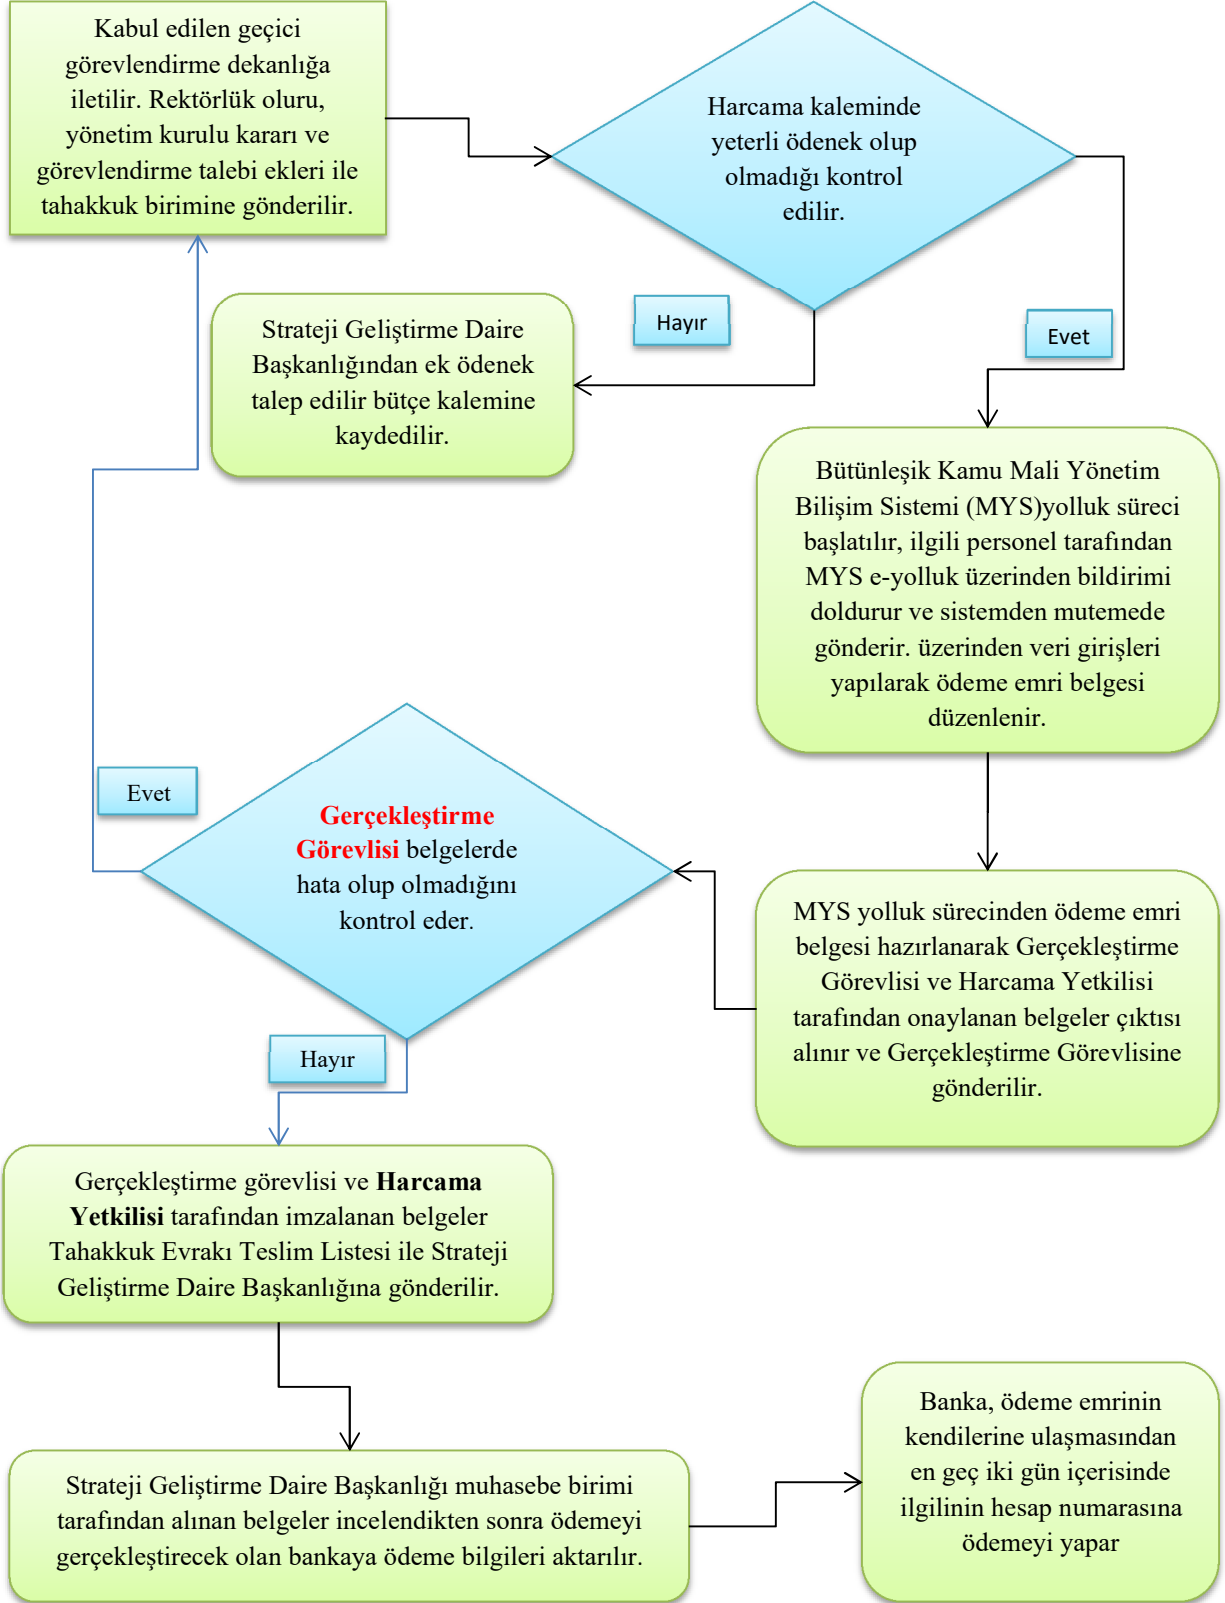 Kabul edilen geçici
görevlendirme dekanlığa
iletilir. Rektörlük oluru,
yönetim kurulu kararı ve
görevlendirme talebi ekleri ile
tahakkuk birimine gönderilir.
Harcama kaleminde
yeterli ödenek olup
olmadığı kontrol
edilir.
Hayır
Evet
Strateji Geliştirme Daire
Başkanlığından ek ödenek
talep edilir bütçe kalemine
kaydedilir.
Bütünleşik Kamu Mali Yönetim
Bilişim Sistemi (MYS)yolluk süreci
başlatılır, ilgili personel tarafından
MYS e-yolluk üzerinden bildirimi
doldurur ve sistemden mutemede
gönderir. üzerinden veri girişleri
yapılarak ödeme emri belgesi
düzenlenir.
Evet
Gerçekleştirme
Görevlisi belgelerde
hata olup olmadığını
kontrol eder.
MYS yolluk sürecinden ödeme emri
belgesi hazırlanarak Gerçekleştirme
Görevlisi ve Harcama Yetkilisi
tarafından onaylanan belgeler çıktısı
alınır ve Gerçekleştirme Görevlisine
gönderilir.
Hayır
Gerçekleştirme görevlisi ve Harcama
Yetkilisi tarafından imzalanan belgeler
Tahakkuk Evrakı Teslim Listesi ile Strateji
Geliştirme Daire Başkanlığına gönderilir.
Strateji Geliştirme Daire Başkanlığı muhasebe birimi
tarafından alınan belgeler incelendikten sonra ödemeyi
gerçekleştirecek olan bankaya ödeme bilgileri aktarılır.
Banka, ödeme emrinin
kendilerine ulaşmasından
en geç iki gün içerisinde
ilgilinin hesap numarasına
ödemeyi yapar